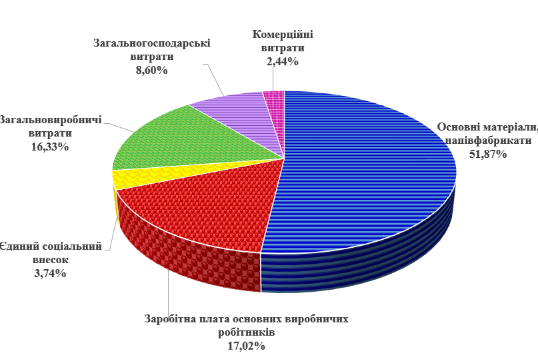 Комерційні
витрати
2,44%
Загальногосподарські
витрати
8,60%
Загальновиробничі
витрати
16,33%
Основні матеріали,
напівфабрикати
51,87%
Єдиний соціальний
внесок
3,74%
Заробітна плата основних виробничих
робітників
17,02%